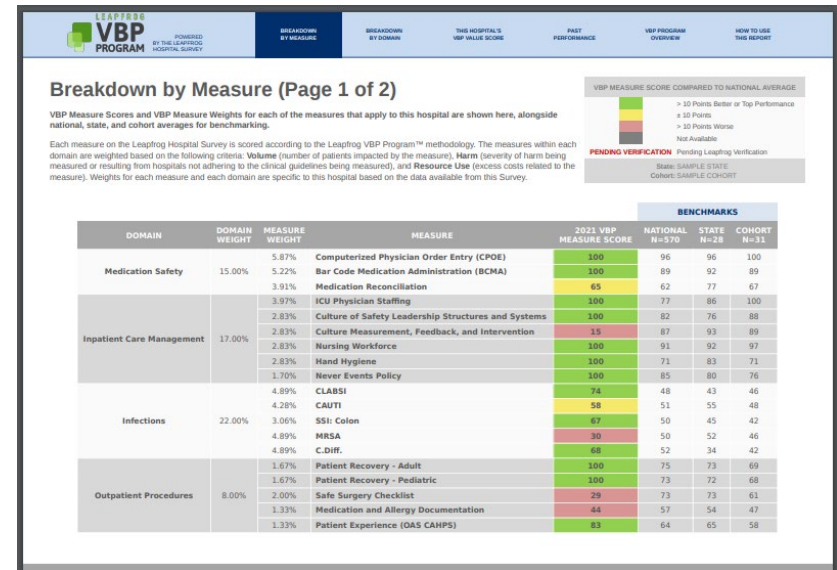 LEAPFROG
VBP
PROGRAM
POWERED
BY THE LEAPFROG
HOSPITAL SURVEY
BREAKDOWN
BY MEASURE
BREAKDOWN
BY DOMAIN
THIS HOSPITAL'S
VBP VALUE SCORE
PAST
PERFORMANCE
VBP PROGRAM
OVERVIEW
HOW TO USE
THIS REPORT
Breakdown by Measure (Page 1 of 2)
VBP Measure Scores and VBP Measure Weights for each of the measures that apply to this hospital are shown here, alongside
national, state, and cohort averages for benchmarking.
Each measure on the Leapfrog Hospital Survey is scored according to the Leapfrog VBP Program™ methodology. The measures within each
domain are weighted based on the following criteria: Volume (number of patients impacted by the measure), Harm (severity of harm being
measured or resulting from hospitals not adhering to the clinical guidelines being measured), and Resource Use (excess costs related to the
measure). Weights for each measure and each domain are specific to this hospital based on the data available from this Survey.
VBP MEASURE SCORE COMPARED TO NATIONAL AVERAGE
> 10 Points Better or Top Performance
± 10 Points
> 10 Points Worse
Not Available
PENDING VERIFICATION Pending Leapfrog Verification
State: SAMPLE STATE
Cohort: SAMPLE COHORT
BENCHMARKS
DOMAIN DOMAIN WEIGHT MEASURE WEIGHT MEASURE 2021 VBP MEASURE SCORE NATIONAL N=570 STATE N=28 COHORT N=31
Medication Safety 15.00%
5.87% Computerized Physician Order Entry (CPOE) 100 96 96 100
5.22% Bar Code Medication Administration (BCMA) 100 89 92 89
3.91% Medication Reconciliation 65 62 77 67
Inpatient Care Management 17.00%
3.97% ICU Physician Staffing 100 77 86 100
2.83% Culture of Safety Leadership Structures and Systems 100 82 76 88
2.83% Culture Measurement, Feedback, and Intervention 15 87 93 89
2.83% Nursing Workforce 100 91 92 97
2.83% Hand Hygiene 100 71 83 71
1.70% Never Events Policy 100 85 80 76
Infections 22.00%
4.89% CLABSI 74 48 43 46
4.28% CAUTI 58 51 55 48
3.06% SSI: Colon 67 50 45 42
4.89% MRSA 30 50 52 46
4.89% C.Diff. 68 52 34 42
Outpatient Procedures 8.00%
1.67% Patient Recovery - Adult 100 75 73 69
1.67% Patient Recovery - Pediatric 100 73 72 68
2.00% Safe Surgery Checklist 29 73 73 61
1.33% Medication and Allergy Documentation 44 57 54 47
1.33% Patient Experience (OAS CAHPS) 83 64 65 58